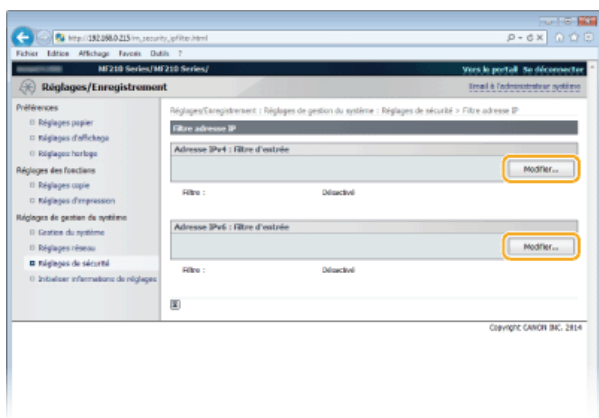 http://192.168.0.215/m_security_ipfilter.html
Fichier Edition Affichage Favoris Outils ?
MF210 Series/MF210 Series/
Vers le portail Se déconnecter
Réglages/Enregistrement
Email à l'administrateur système
Préférences
Réglages papier
Réglages d'affichage
Réglages horloge
Réglages des fonctions
Réglages copie
Réglages d'impression
Réglages de gestion du système
Gestion du système
Réglages réseau
Réglages de sécurité
Initialiser informations de réglages
Réglages/Enregistrement : Réglages de gestion du système : Réglages de sécurité > Filtre adresse IP
Filtre adresse IP
Adresse IPv4 : Filtre d'entrée
Modifier...
Filtre : Désactivé
Adresse IPv6 : Filtre d'entrée
Modifier...
Filtre : Désactivé
Copyright CANON INC. 2014